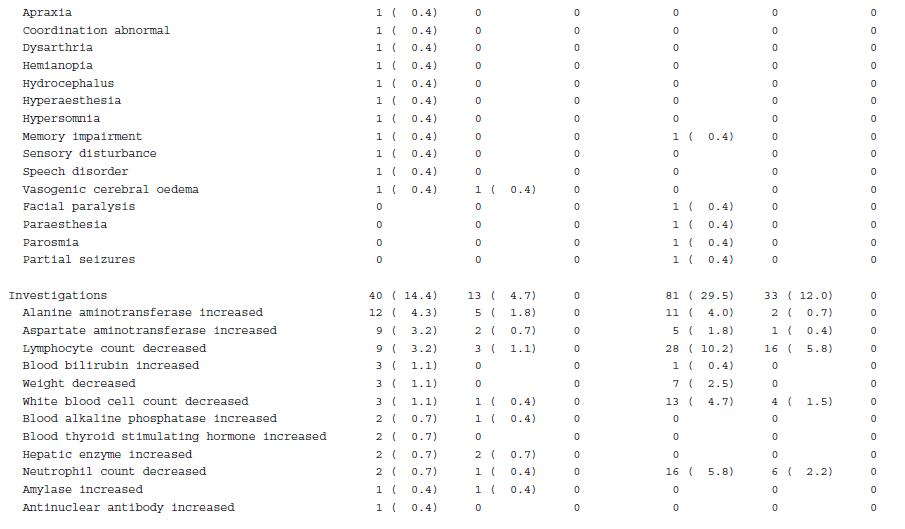 Apraxia 1 ( 0.4) 0 0 0 0 0
Coordination abnormal 1 ( 0.4) 0 0 0 0 0
Dysarthria 1 ( 0.4) 0 0 0 0 0
Hemianopia 1 ( 0.4) 0 0 0 0 0
Hydrocephalus 1 ( 0.4) 0 0 0 0 0
Hyperaesthesia 1 ( 0.4) 0 0 0 0 0
Hypersomnia 1 ( 0.4) 0 0 0 0 0
Memory impairment 1 ( 0.4) 0 0 1 ( 0.4) 0 0
Sensory disturbance 1 ( 0.4) 0 0 0 0 0
Speech disorder 1 ( 0.4) 0 0 0 0 0
Vasogenic cerebral oedema 1 ( 0.4) 1 ( 0.4) 0 0 0 0
Facial paralysis 0 0 0 1 ( 0.4) 0 0
Paraesthesia 0 0 0 1 ( 0.4) 0 0
Parosmia 0 0 0 1 ( 0.4) 0 0
Partial seizures 0 0 0 1 ( 0.4) 0 0
Investigations 40 ( 14.4) 13 ( 4.7) 0 81 ( 29.5) 33 ( 12.0) 0
Alanine aminotransferase increased 12 ( 4.3) 5 ( 1.8) 0 11 ( 4.0) 2 ( 0.7) 0
Aspartate aminotransferase increased 9 ( 3.2) 2 ( 0.7) 0 5 ( 1.8) 1 ( 0.4) 0
Lymphocyte count decreased 9 ( 3.2) 3 ( 1.1) 0 28 ( 10.2) 16 ( 5.8) 0
Blood bilirubin increased 3 ( 1.1) 0 0 1 ( 0.4) 0 0
Weight decreased 3 ( 1.1) 0 0 7 ( 2.5) 0 0
White blood cell count decreased 3 ( 1.1) 1 ( 0.4) 0 13 ( 4.7) 4 ( 1.5) 0
Blood alkaline phosphatase increased 2 ( 0.7) 1 ( 0.4) 0 0 0 0
Blood thyroid stimulating hormone increased 2 ( 0.7) 0 0 0 0 0
Hepatic enzyme increased 2 ( 0.7) 2 ( 0.7) 0 0 0 0
Neutrophil count decreased 2 ( 0.7) 1 ( 0.4) 0 16 ( 5.8) 6 ( 2.2) 0
Amylase increased 1 ( 0.4) 1 ( 0.4) 0 0 0 0
Antinuclear antibody increased 1 ( 0.4) 0 0 0 0 0